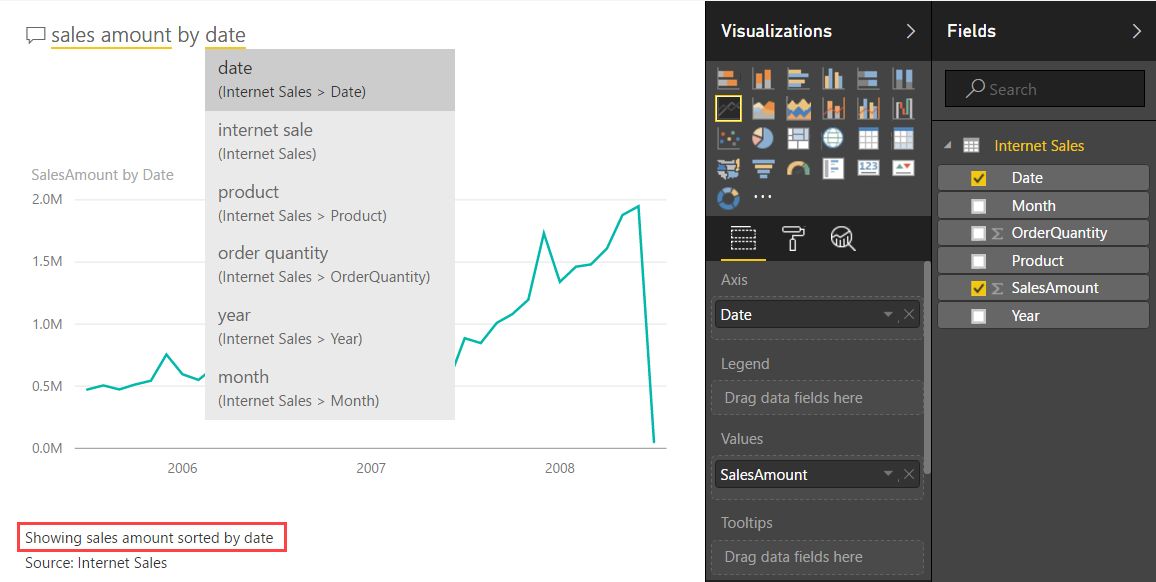 sales amount by date
date
(Internet Sales > Date)
internet sale
(Internet Sales)
product
(Internet Sales > Product)
order quantity
(Internet Sales > OrderQuantity)
year
(Internet Sales > Year)
month
(Internet Sales > Month)
SalesAmount by Date
2.0M
1.5M
1.0M
0.5M
0.0M
2006 2007 2008
Showing sales amount sorted by date
Source: Internet Sales
Visualizations
123
Axis
Date
Legend
Drag data fields here
Values
SalesAmount
Tooltips
Drag data fields here
Fields
Search
Internet Sales
Date
Month
OrderQuantity
Product
SalesAmount
Year